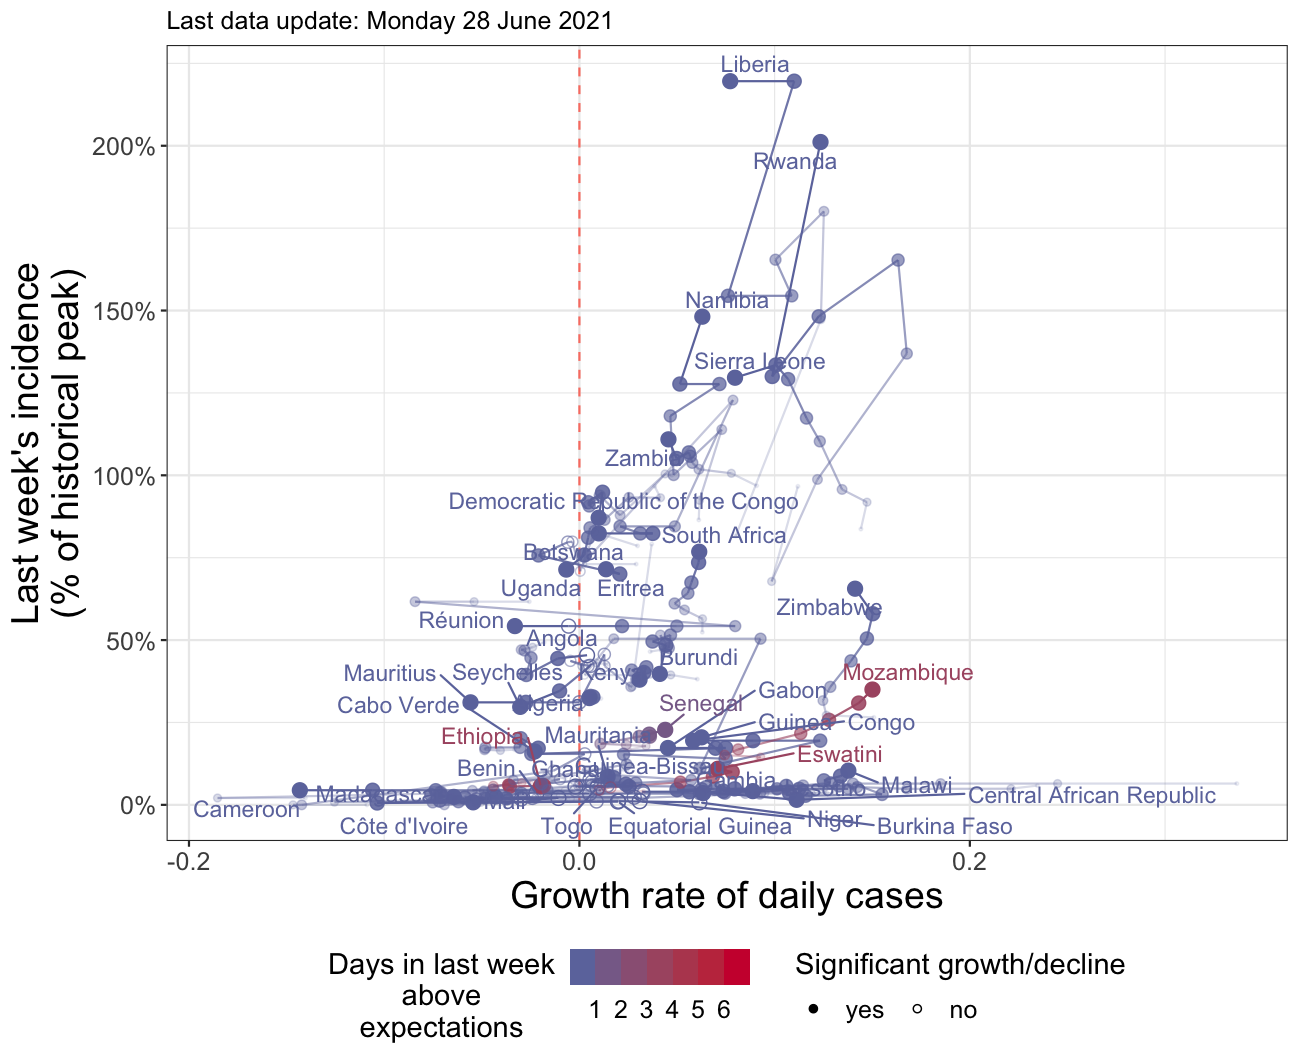 Last data update: Monday 28 June 2021
Last week's incidence
(% of historical peak)
200%
150%
100%
50%
0%
Liberia
Rwanda
Namibia
Sierra Leone
Zambia
Democratic Republic of the Congo
South Africa
Botswana
Uganda
Eritrea
Zimbabwe
Réunion
Angola
Burundi
Mauritius
Seychelles
Kenya
Mozambique
Cabo Verde
Algeria
Senegal
Gabon
Guinea
Congo
Ethiopia
Mauritania
Eswatini
Benin
Ghana
Guinea-Bissau
Malawi
Madagascar
Mali
Central African Republic
Cameroon
Côte d'Ivoire
Togo
Equatorial Guinea
Niger
Burkina Faso
-0.2
0.0
0.2
Growth rate of daily cases
Days in last week
above
expectations
1 2 3 4 5 6
Significant growth/decline
yes
no